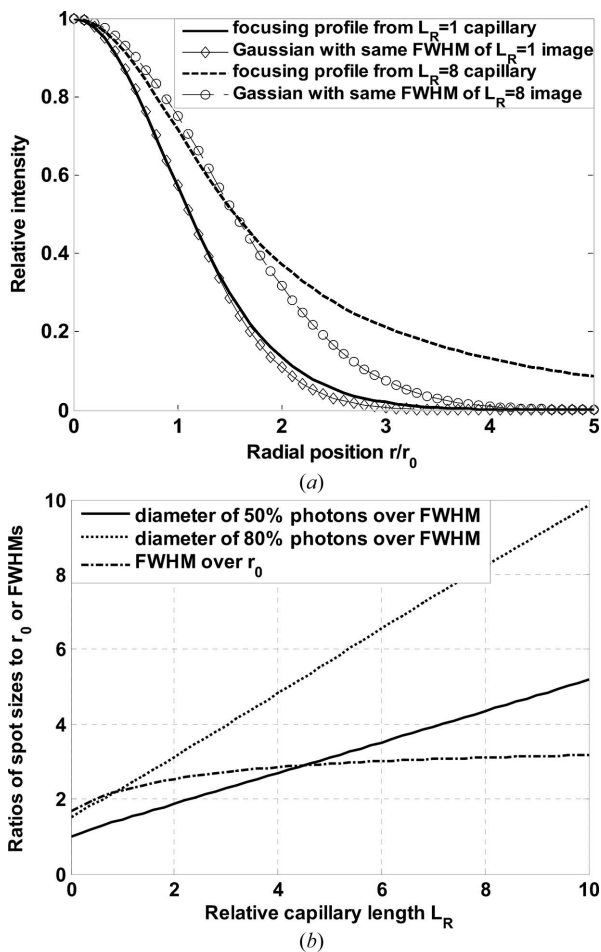 focusing profile from L_R=1 capillary
Gaussian with same FWHM of L_R=1 image
focusing profile from L_R=8 capillary
Gassian with same FWHM of L_R=8 image
Relative intensity
1
0.8
0.6
0.4
0.2
0
0 1 2 3 4 5
Radial position r/r_0
(a)
diameter of 50% photons over FWHM
diameter of 80% photons over FWHM
FWHM over r_0
Ratios of spot sizes to r_0 or FWHMs
10
8
6
4
2
0
0 2 4 6 8 10
Relative capillary length L_R
(b)